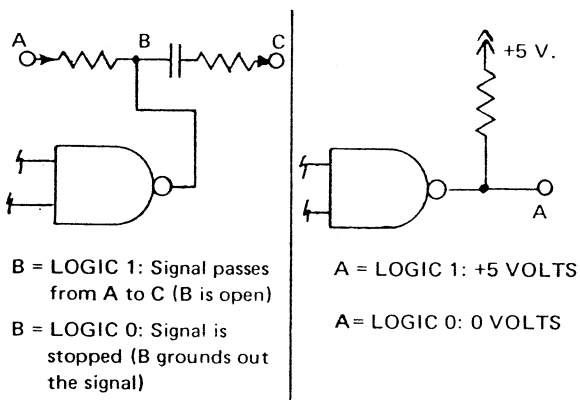 A
B
C
B = LOGIC 1: Signal passes
from A to C (B is open)
B = LOGIC 0: Signal is
stopped (B grounds out
the signal)
+5 V.
A
A = LOGIC 1: +5 VOLTS
A= LOGIC 0: 0 VOLTS